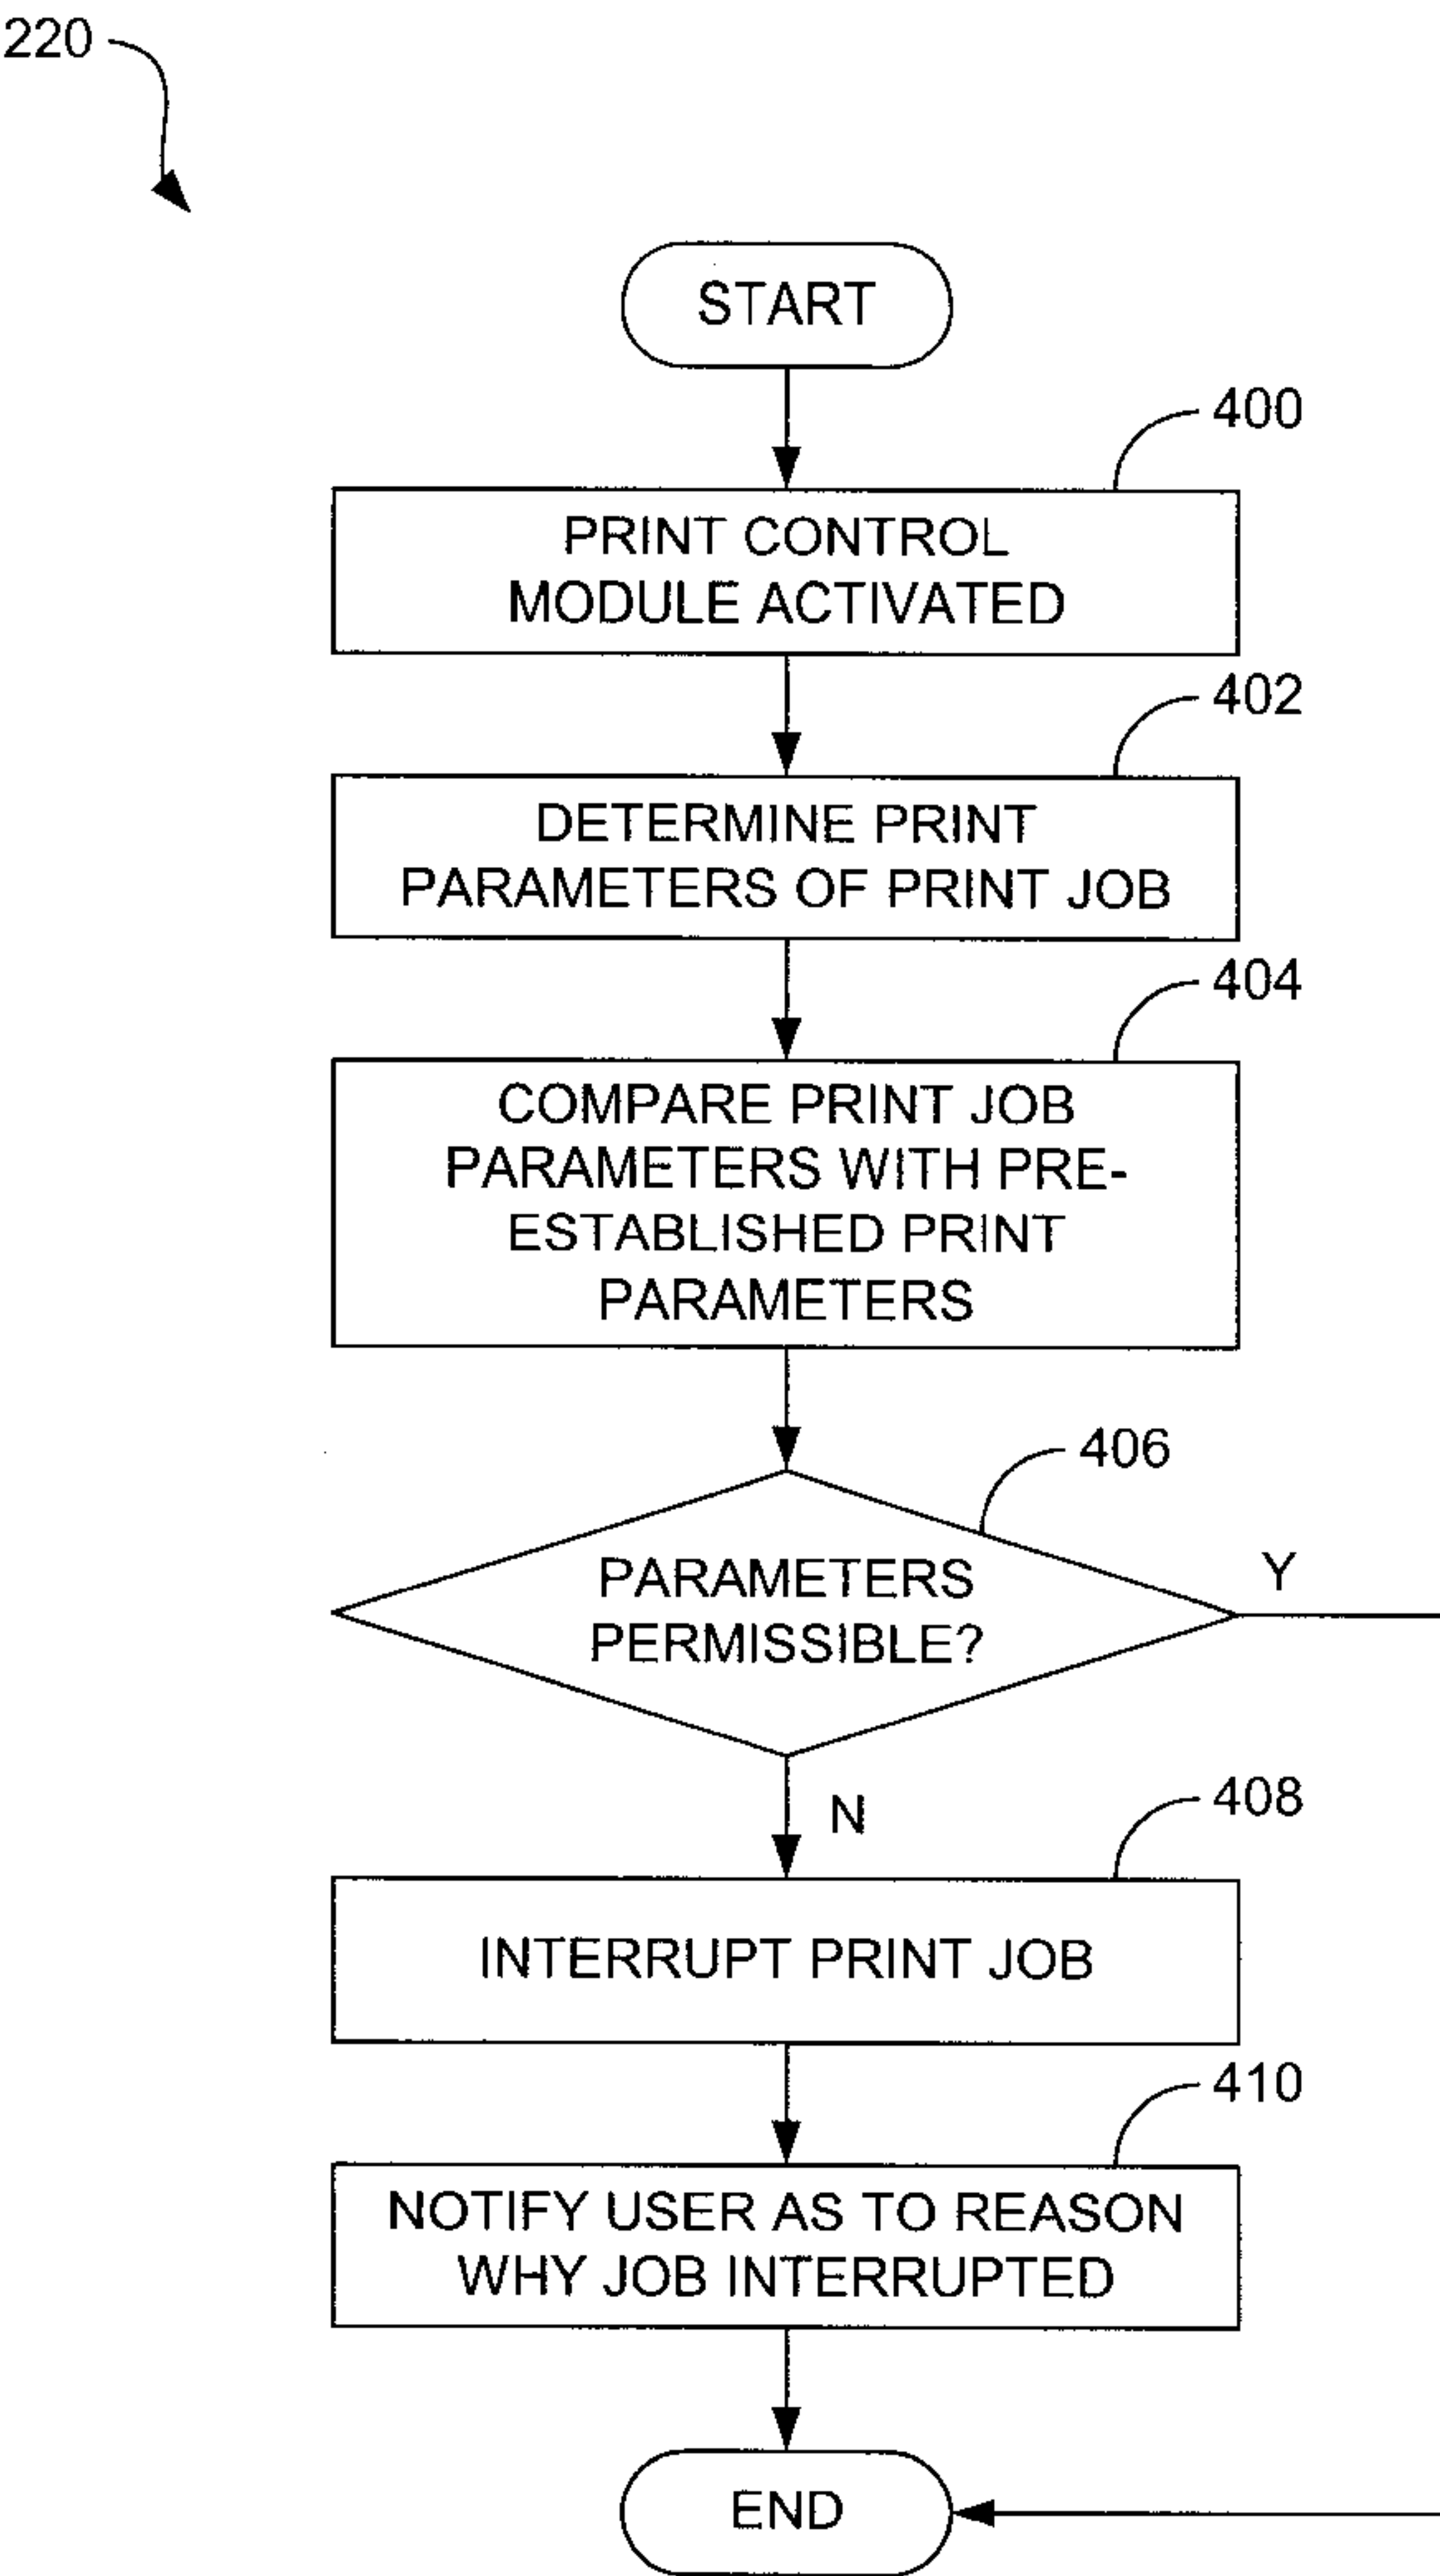 220
START
400
PRINT CONTROL
MODULE ACTIVATED
402
DETERMINE PRINT
PARAMETERS OF PRINT JOB
404
COMPARE PRINT JOB
PARAMETERS WITH PRE-
ESTABLISHED PRINT
PARAMETERS
406
PARAMETERS
PERMISSIBLE?
Y
N
408
INTERRUPT PRINT JOB
410
NOTIFY USER AS TO REASON
WHY JOB INTERRUPTED
END